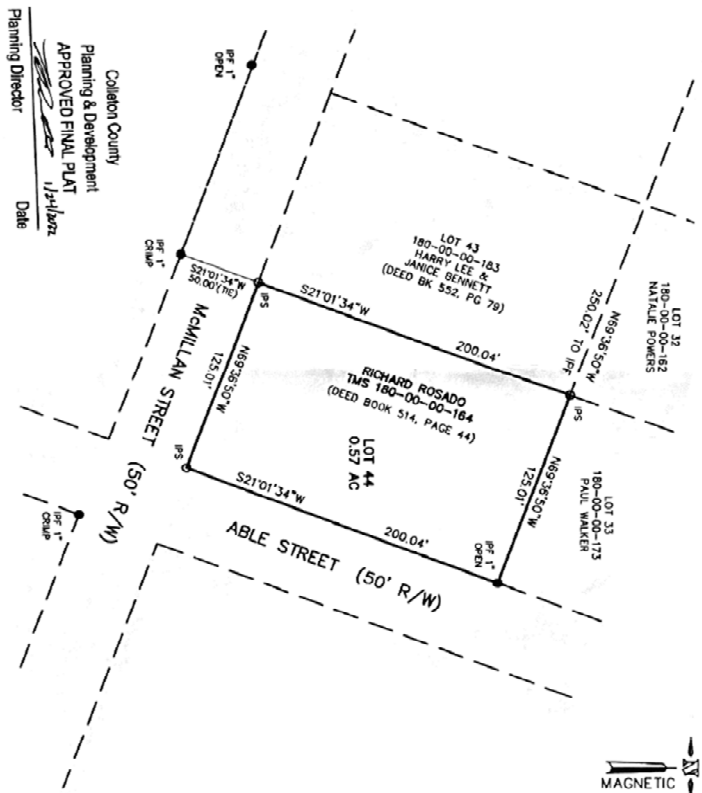 Colleton County
Planning & Development
APPROVED FINAL PLAT
1/24/2022
Planning Director
Date
IPF 1"
OPEN
IPF 1"
CRIMP
S21°01'34"W
50.00'(TIE)
IPS
LOT 43
180-00-00-183
HARRY LEE &
JANICE BENNETT
(DEED BK 552, PG 79)
LOT 32
180-00-00-162
NATALIE POWERS
N69°36'50"W
250.02' TO IPF
IPS
S21°01'34"W
200.04'
RICHARD ROSADO
TMS 180-00-00-164
(DEED BOOK 514, PAGE 44)
LOT 44
0.57 AC
LOT 33
180-00-00-173
PAUL WALKER
N69°36'50"W
125.01'
N69°36'50"W
125.01'
McMILLAN STREET (50' R/W)
IPS
S21°01'34"W
200.04'
IPF 1"
OPEN
ABLE STREET (50' R/W)
IPF 1"
CRIMP
N
MAGNETIC